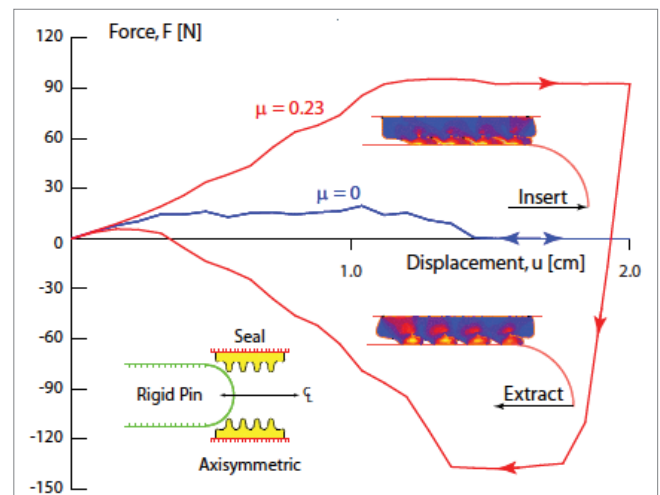 Force, F [N]
120
90
60
30
0
-30
-60
-90
-120
-150
μ = 0.23
μ = 0
Insert
1.0
2.0
Displacement, u [cm]
Seal
Rigid Pin
℄
Axisymmetric
Extract